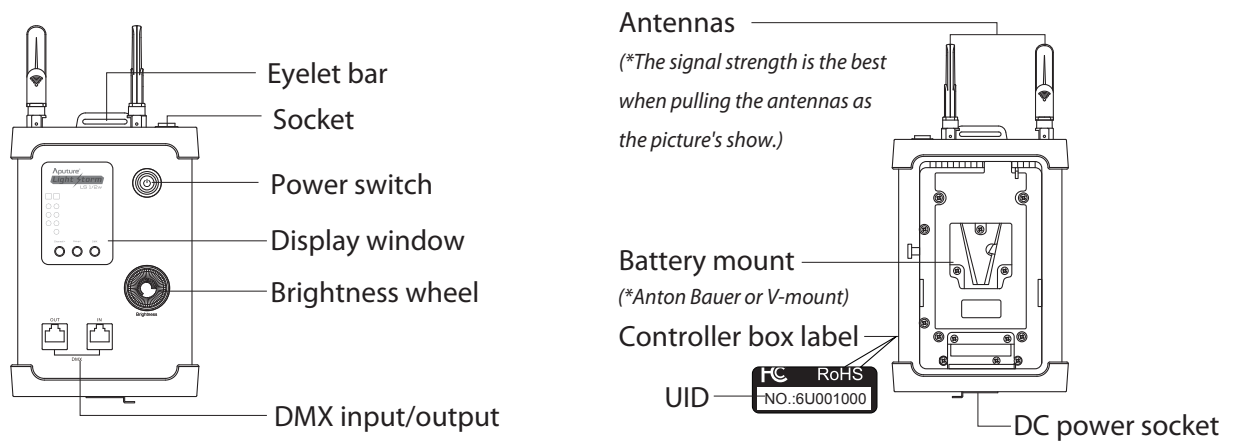 Eyelet bar
Socket
Power switch
Aputure
Light Storm
Display window
Brightness wheel
Brightness
OUT
IN
DMX
DMX input/output
Antennas
(*The signal strength is the best
when pulling the antennas as
the picture's show.)
Battery mount
(*Anton Bauer or V-mount)
Controller box label
FC RoHS
UID
NO.:6U001000
DC power socket